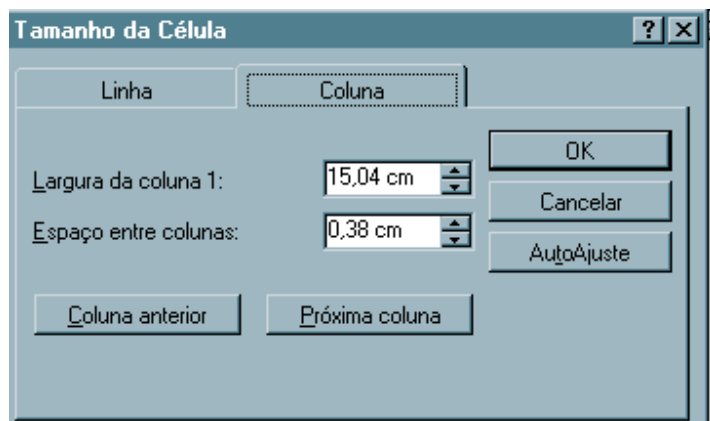 Tamanho da Célula
Linha Coluna
Largura da coluna 1: 15,04 cm
Espaço entre colunas: 0,38 cm
OK
Cancelar
AutoAjuste
Coluna anterior Próxima coluna